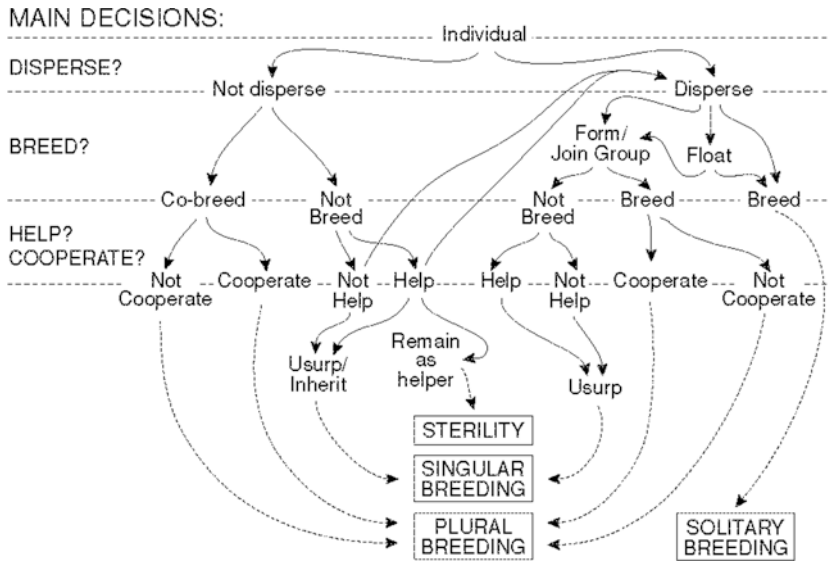 MAIN DECISIONS:
Individual
DISPERSE?
Not disperse
Disperse
BREED?
Form/
Join Group
Float
Co-breed
Not
Breed
Not
Breed
Breed
Breed
HELP?
COOPERATE?
Not
Cooperate
Cooperate
Not
Help
Help
Help
Not
Help
Cooperate
Not
Cooperate
Usurp/
Inherit
Remain
as
helper
Usurp
STERILITY
SINGULAR
BREEDING
PLURAL
BREEDING
SOLITARY
BREEDING